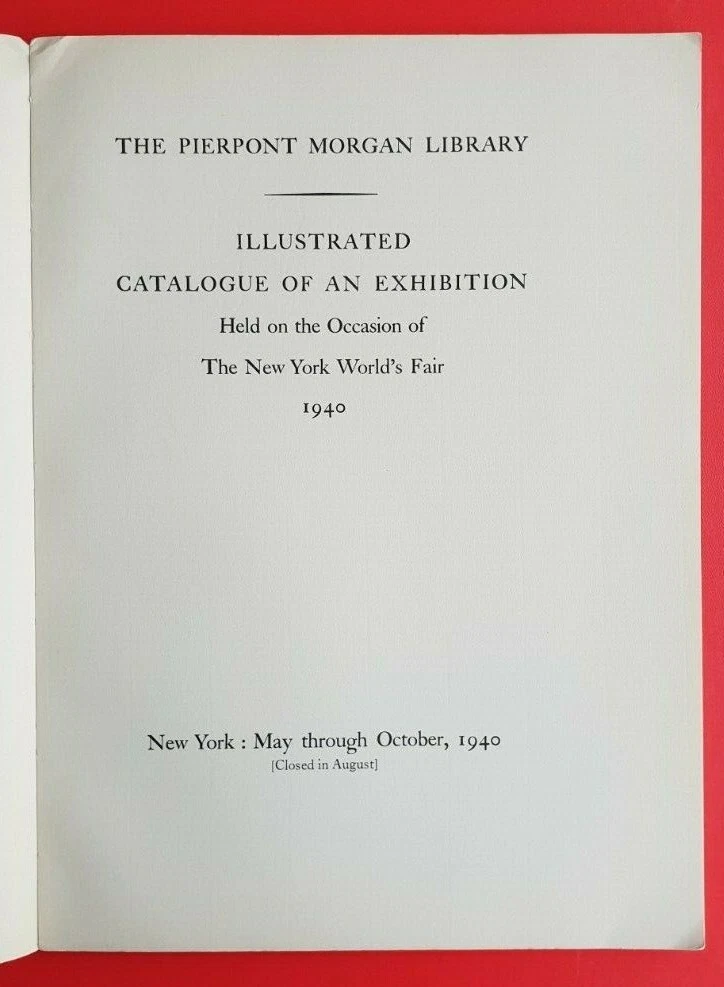 THE PIERPONT MORGAN LIBRARY
ILLUSTRATED
CATALOGUE OF AN EXHIBITION
Held on the Occasion of
The New York World's Fair
1940
New York : May through October, 1940
[Closed in August]